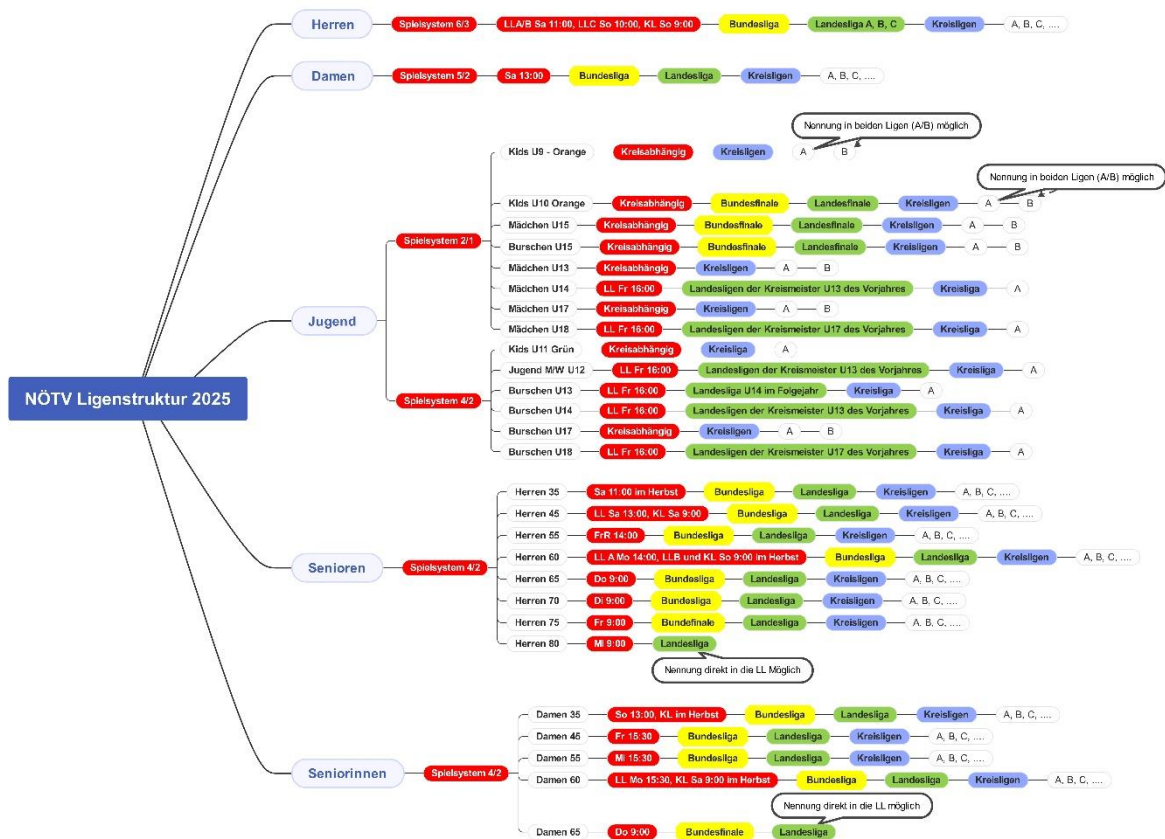 NÖTV Ligenstruktur 2025
Herren Spielsystem 6/3 LLA/B Sa 11:00, LLC So 10:00, KL So 9:00 Bundesliga Landesliga A, B, C Kreisligen A, B, C, ....
Damen Spielsystem 5/2 Sa 13:00 Bundesliga Landesliga Kreisligen A, B, C, ....
Jugend
Spielsystem 2/1
Nennung in beiden Ligen (A/B) möglich
Kids U9 - Orange Kreisabhängig Kreisligen A B
Nennung in beiden Ligen (A/B) möglich
Kids U10 Orange Kreisabhängig Bundesfinale Landesfinale Kreisligen A B
Mädchen U15 Kreisabhängig Bundesfinale Landesfinale Kreisligen A B
Burschen U15 Kreisabhängig Bundesfinale Landesfinale Kreisligen A B
Mädchen U13 Kreisabhängig Kreisligen A B
Mädchen U14 LL Fr 16:00 Landesligen der Kreismeister U13 des Vorjahres Kreisliga A
Mädchen U17 Kreisabhängig Kreisligen A B
Mädchen U18 LL Fr 16:00 Landesligen der Kreismeister U17 des Vorjahres Kreisliga A
Spielsystem 4/2
Kids U11 Grün Kreisabhängig Kreisliga A
Jugend M/W U12 LL Fr 16:00 Landesligen der Kreismeister U13 des Vorjahres Kreisliga A
Burschen U13 LL Fr 16:00 Landesliga U14 im Folgejahr Kreisliga A
Burschen U14 LL Fr 16:00 Landesligen der Kreismeister U13 des Vorjahres Kreisliga A
Burschen U17 Kreisabhängig Kreisligen A B
Burschen U18 LL Fr 16:00 Landesligen der Kreismeister U17 des Vorjahres Kreisliga A
Senioren Spielsystem 4/2
Herren 35 Sa 11:00 im Herbst Bundesliga Landesliga Kreisligen A, B, C, ....
Herren 45 LL Sa 13:00, KL Sa 9:00 Bundesliga Landesliga Kreisligen A, B, C, ....
Herren 55 FrR 14:00 Bundesliga Landesliga Kreisligen A, B, C, ....
Herren 60 LL A Mo 14:00, LLB und KL So 9:00 im Herbst Bundesliga Landesliga Kreisligen A, B, C, ....
Herren 65 Do 9:00 Bundesliga Landesliga Kreisligen A, B, C, ....
Herren 70 Di 9:00 Bundesliga Landesliga Kreisligen A, B, C, ....
Herren 75 Fr 9:00 Bundefinale Landesliga Kreisligen A, B, C, ....
Herren 80 Mi 9:00 Landesliga
Nennung direkt in die LL Möglich
Seniorinnen Spielsystem 4/2
Damen 35 So 13:00, KL im Herbst Bundesliga Landesliga Kreisligen A, B, C, ....
Damen 45 Fr 15:30 Bundesliga Landesliga Kreisligen A, B, C, ....
Damen 55 Mi 15:30 Bundesliga Landesliga Kreisligen A, B, C, ....
Damen 60 LL Mo 15:30, KL Sa 9:00 im Herbst Bundesliga Landesliga Kreisligen A, B, C, ....
Nennung direkt in die LL möglich
Damen 65 Do 9:00 Bundesfinale Landesliga